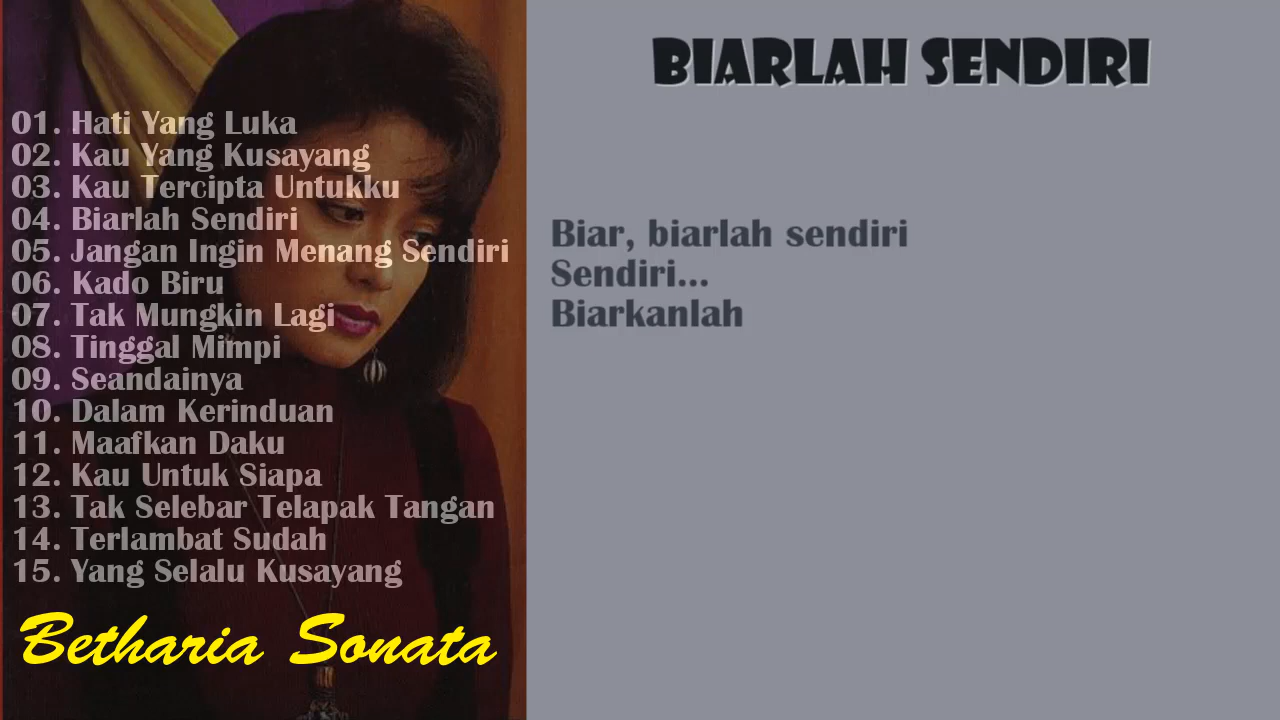 01. Hati Yang Luka
02. Kau Yang Kusayang
03. Kau Tercipta Untukku
04. Biarlah Sendiri
05. Jangan Ingin Menang Sendiri
06. Kado Biru
07. Tak Mungkin Lagi
08. Tinggal Mimpi
09. Seandainya
10. Dalam Kerinduan
11. Maafkan Daku
12. Kau Untuk Siapa
13. Tak Selebar Telapak Tangan
14. Terlambat Sudah
15. Yang Selalu Kusayang
Betharia Sonata
BIARLAH SENDIRI
Biar, biarlah sendiri
Sendiri...
Biarkanlah